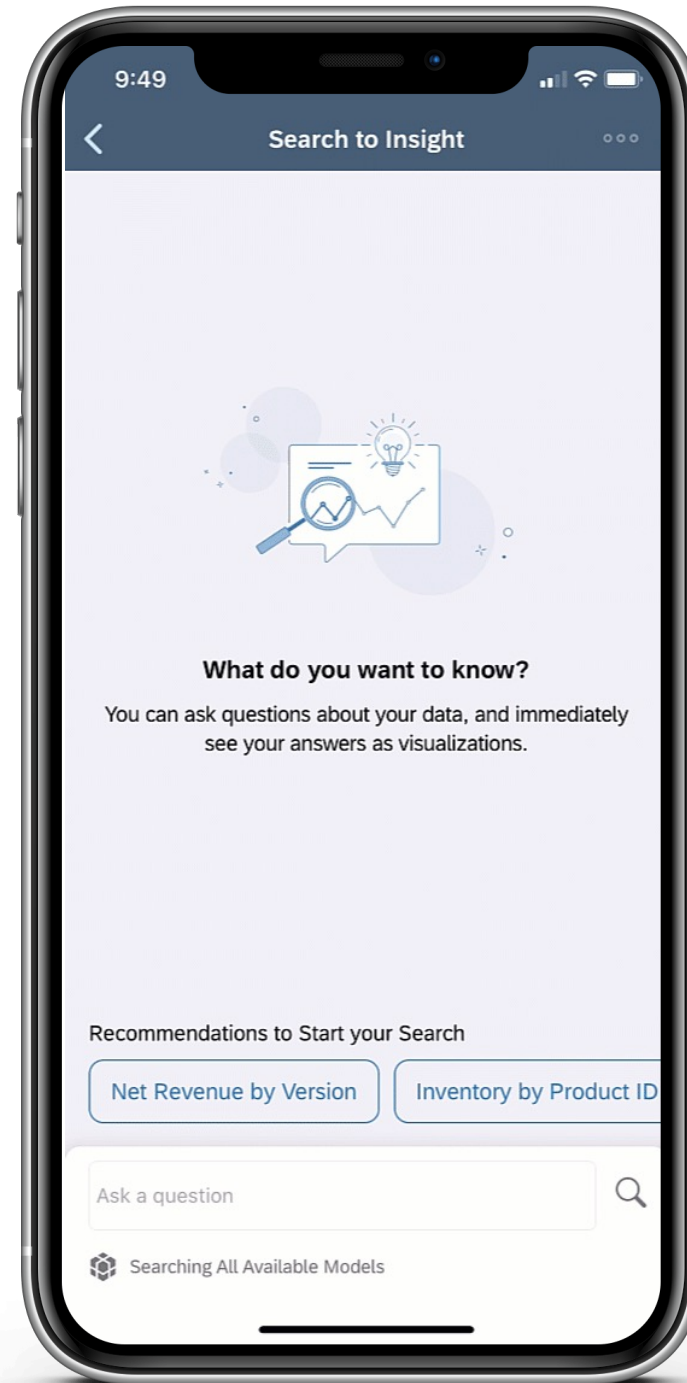 9:49
Search to Insight
What do you want to know?
You can ask questions about your data, and immediately
see your answers as visualizations.
Recommendations to Start your Search
Net Revenue by Version
Inventory by Product ID
Ask a question
Searching All Available Models